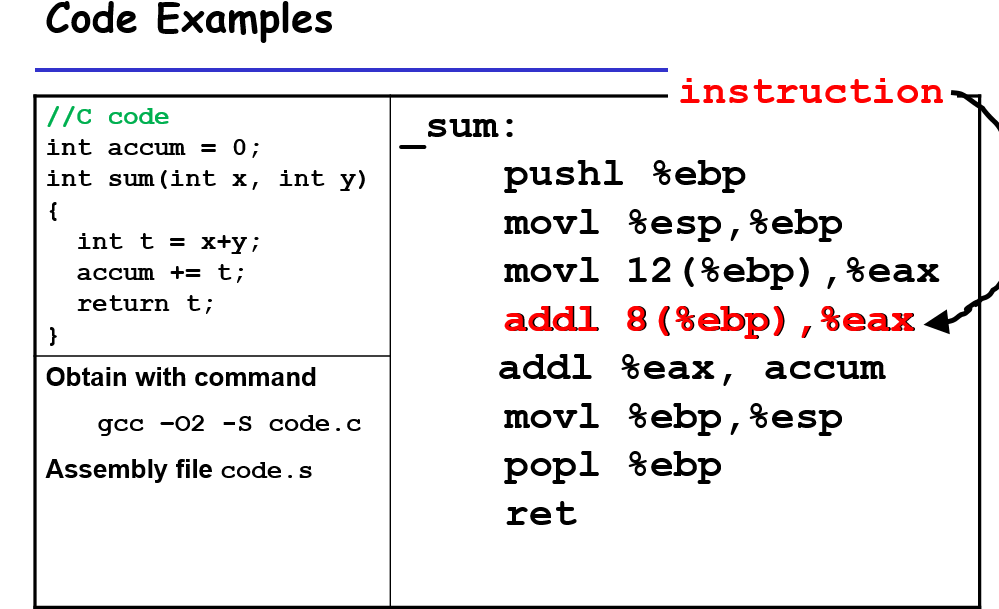 Code Examples
instruction
//C code
int accum = 0;
int sum(int x, int y)
{
  int t = x+y;
  accum += t;
  return t;
}
Obtain with command
gcc –O2 -S code.c
Assembly file code.s
_sum:
pushl %ebp
movl %esp,%ebp
movl 12(%ebp),%eax
addl 8(%ebp),%eax
addl %eax, accum
movl %ebp,%esp
popl %ebp
ret